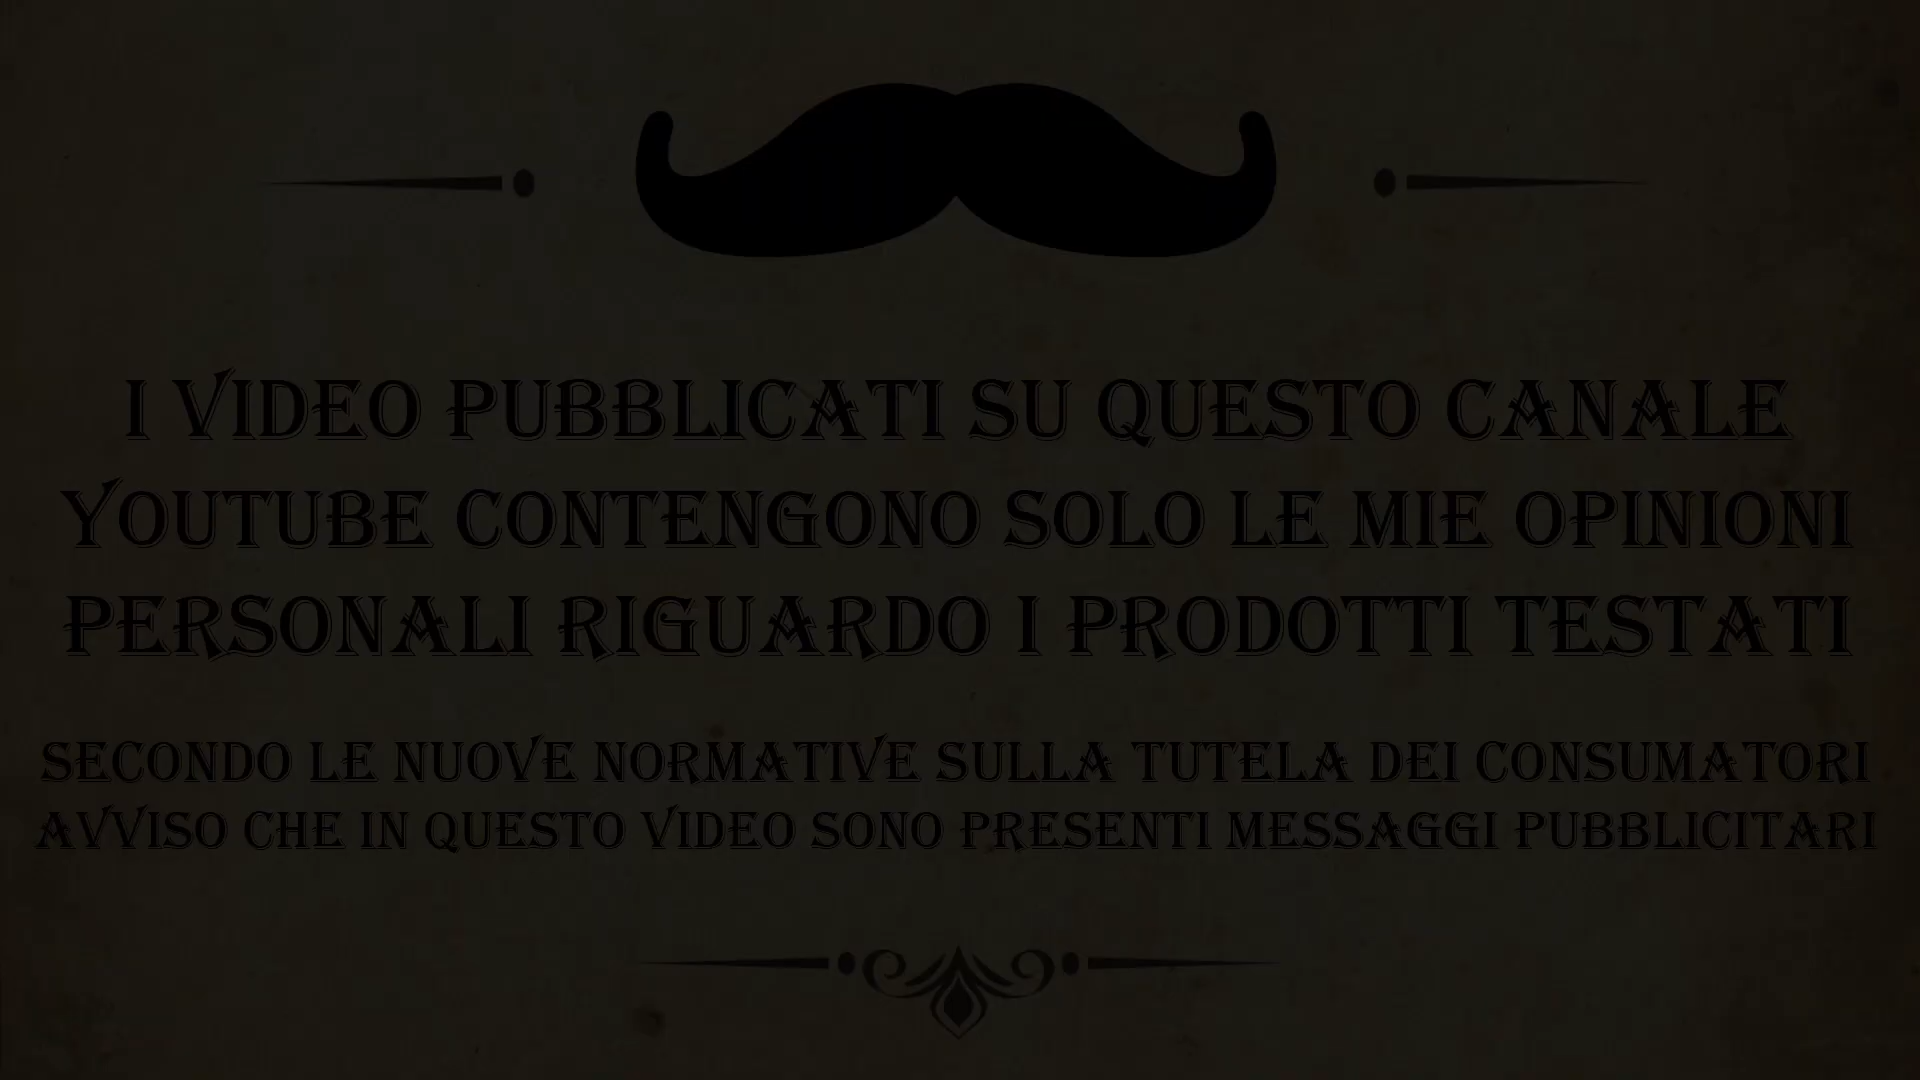 I VIDEO PUBBLICATI SU QUESTO CANALE
YOUTUBE CONTENGONO SOLO LE MIE OPINIONI
PERSONALI RIGUARDO I PRODOTTI TESTATI
SECONDO LE NUOVE NORMATIVE SULLA TUTELA DEI CONSUMATORI
AVVISO CHE IN QUESTO VIDEO SONO PRESENTI MESSAGGI PUBBLICITARI